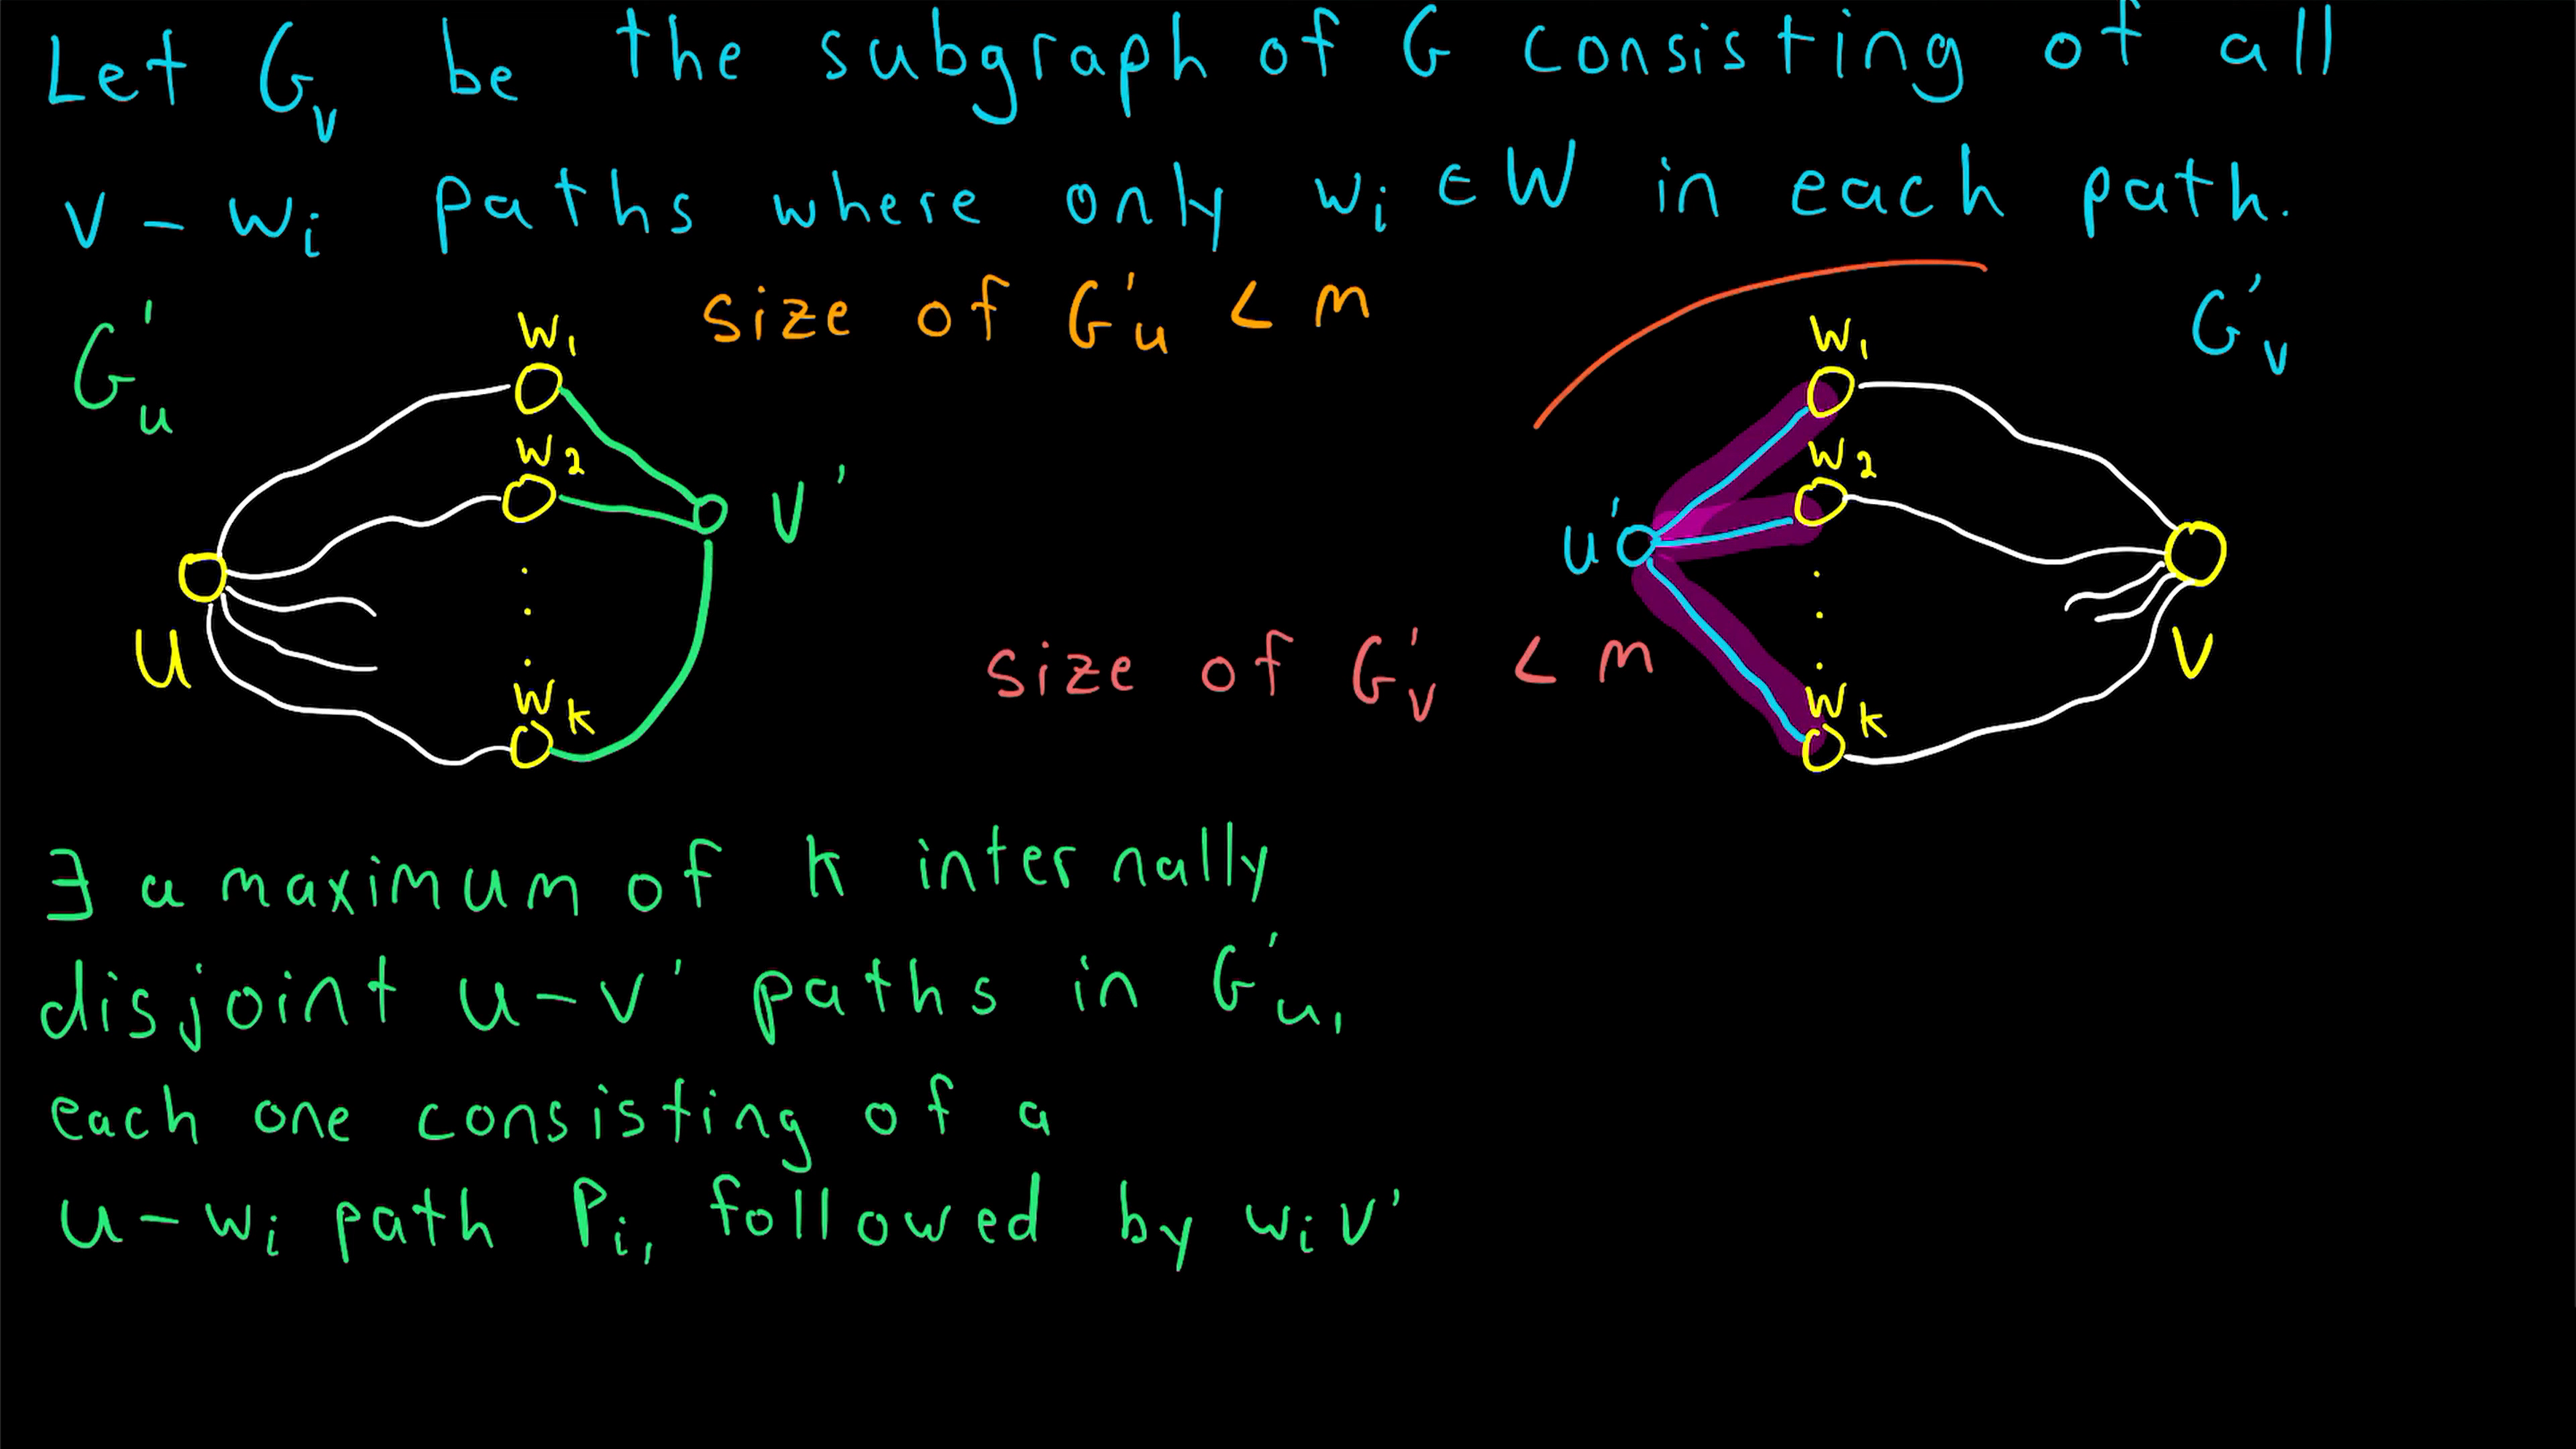 Let G_v be the subgraph of G consisting of all
v - w_i paths where only w_i ∈ W in each path.
size of G'_u < m
G'_u
w_1
w_2
v'
u
w_k
size of G'_v < m
G'_v
w_1
w_2
u'
v
w_k
∃ a maximum of k internally
disjoint u-v' paths in G'_u,
each one consisting of a
u-w_i path P_i, followed by w_i v'